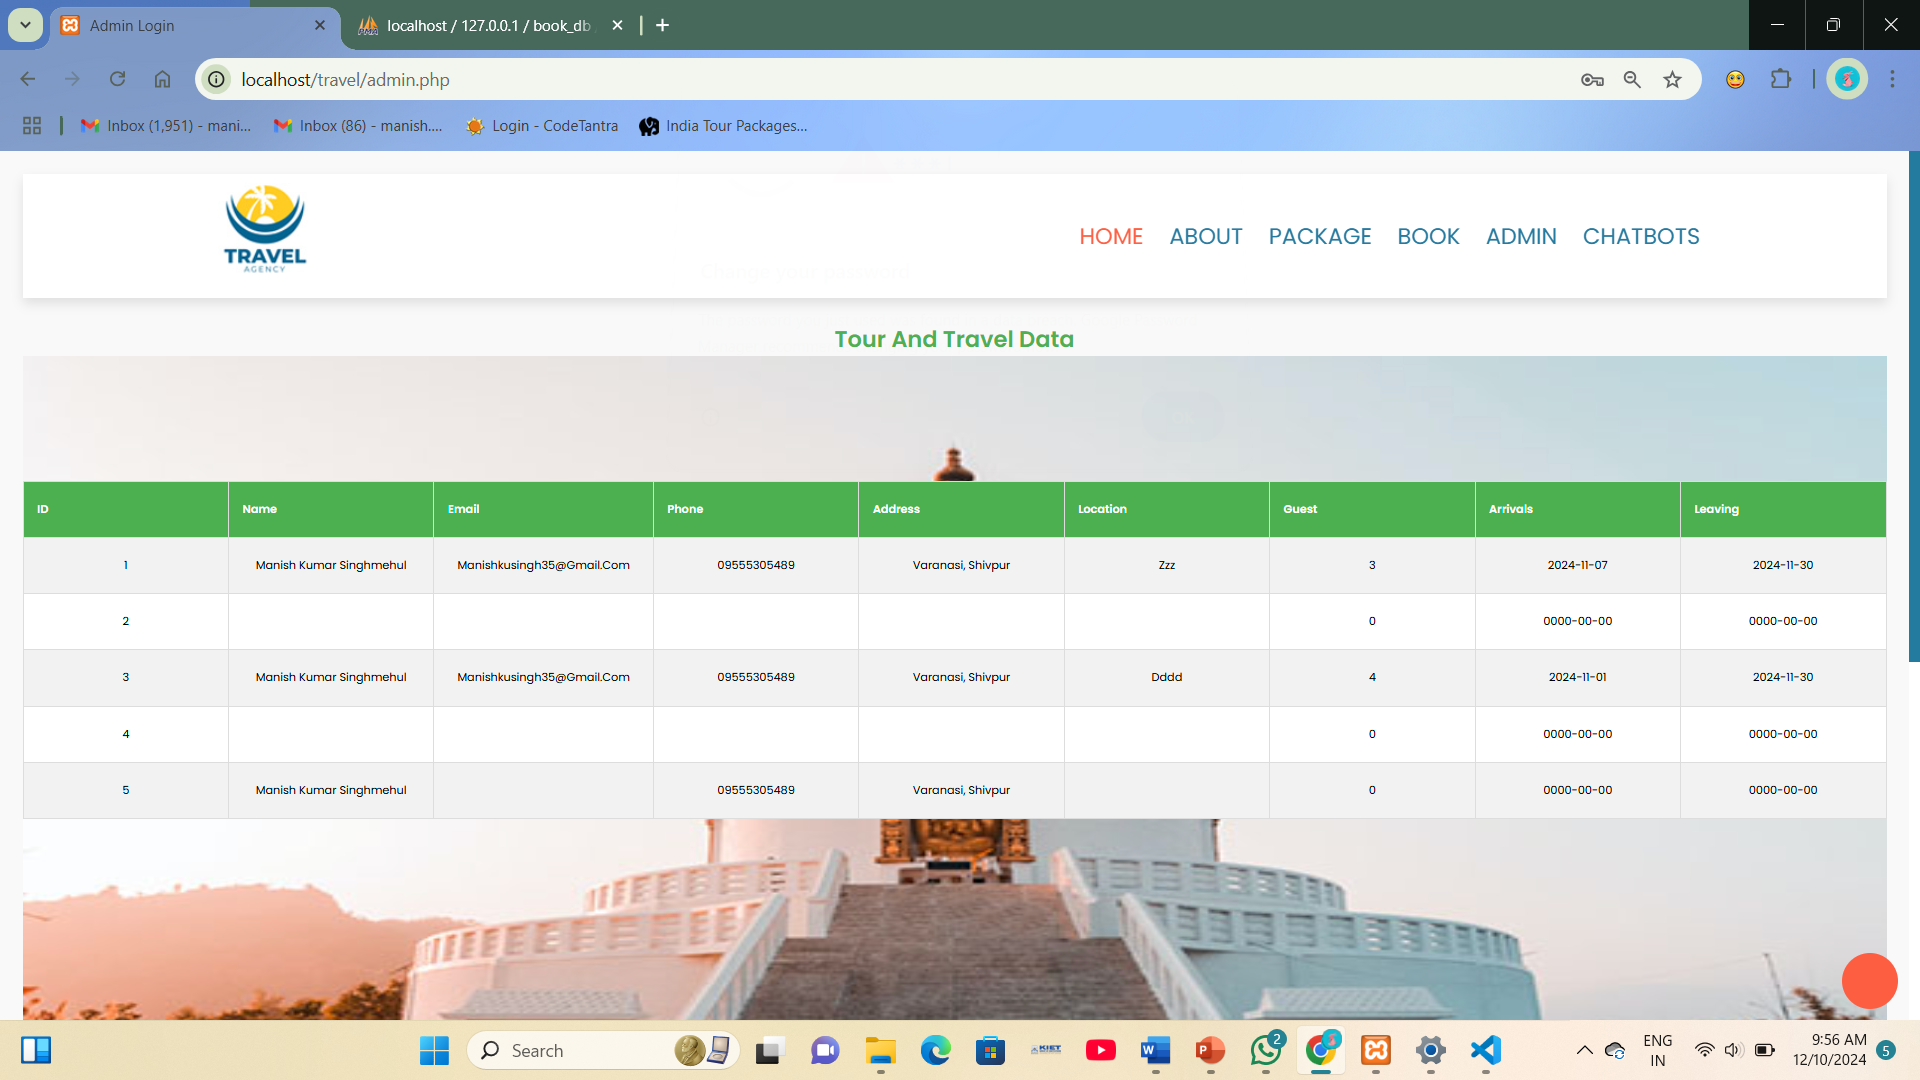 Admin Login
localhost / 127.0.0.1 / book_db
localhost/travel/admin.php
Inbox (1,951) - mani...
Inbox (86) - manish....
Login - CodeTantra
India Tour Packages...
TRAVEL
AGENCY
HOME ABOUT PACKAGE BOOK ADMIN CHATBOTS
Tour And Travel Data
ID Name Email Phone Address Location Guest Arrivals Leaving
1 Manish Kumar Singhmehul Manishkusingh35@Gmail.Com 09555305489 Varanasi, Shivpur Zzz 3 2024-11-07 2024-11-30
2 0 0000-00-00 0000-00-00
3 Manish Kumar Singhmehul Manishkusingh35@Gmail.Com 09555305489 Varanasi, Shivpur Dddd 4 2024-11-01 2024-11-30
4 0 0000-00-00 0000-00-00
5 Manish Kumar Singhmehul 09555305489 Varanasi, Shivpur 0 0000-00-00 0000-00-00
Search
KIET
2
ENG
IN
9:56 AM
12/10/2024
5